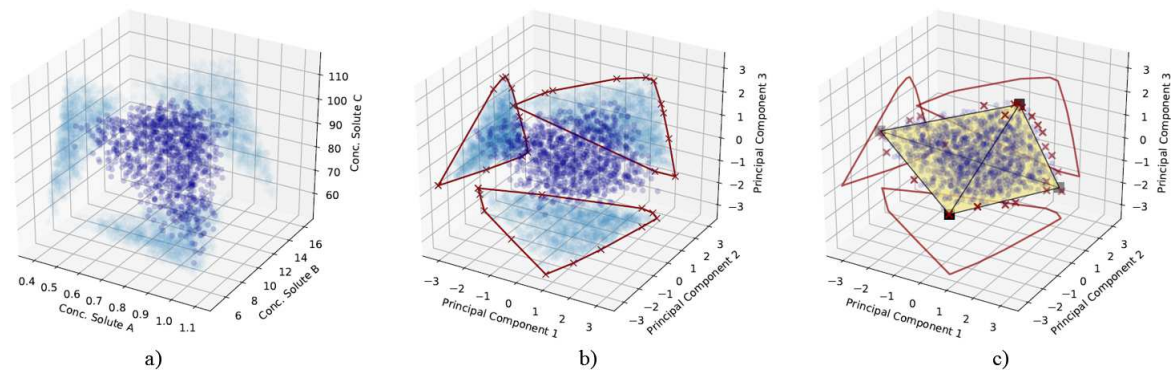 110
100
90
80
70
60
Conc. Solute C
0.4 0.5 0.6 0.7 0.8 0.9 1.0 1.1
Conc. Solute A
6 8 10 12 14 16
Conc. Solute B
a)
3
2
1
0
−1
−2
−3
Principal Component 3
−3 −2 −1 0 1 2 3
Principal Component 1
−3 −2 −1 0 1 2 3
Principal Component 2
b)
3
2
1
0
−1
−2
−3
Principal Component 3
−3 −2 −1 0 1 2 3
Principal Component 1
−3 −2 −1 0 1 2 3
Principal Component 2
c)